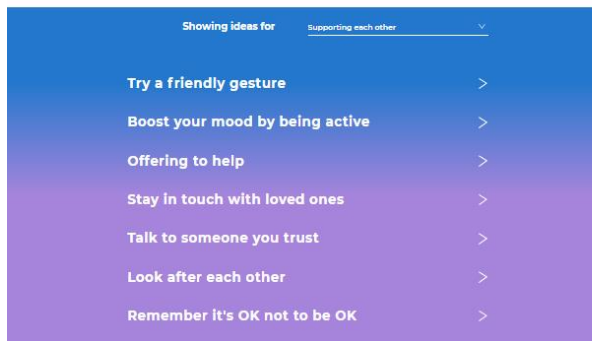 Showing ideas for Supporting each other
Try a friendly gesture
Boost your mood by being active
Offering to help
Stay in touch with loved ones
Talk to someone you trust
Look after each other
Remember it's OK not to be OK